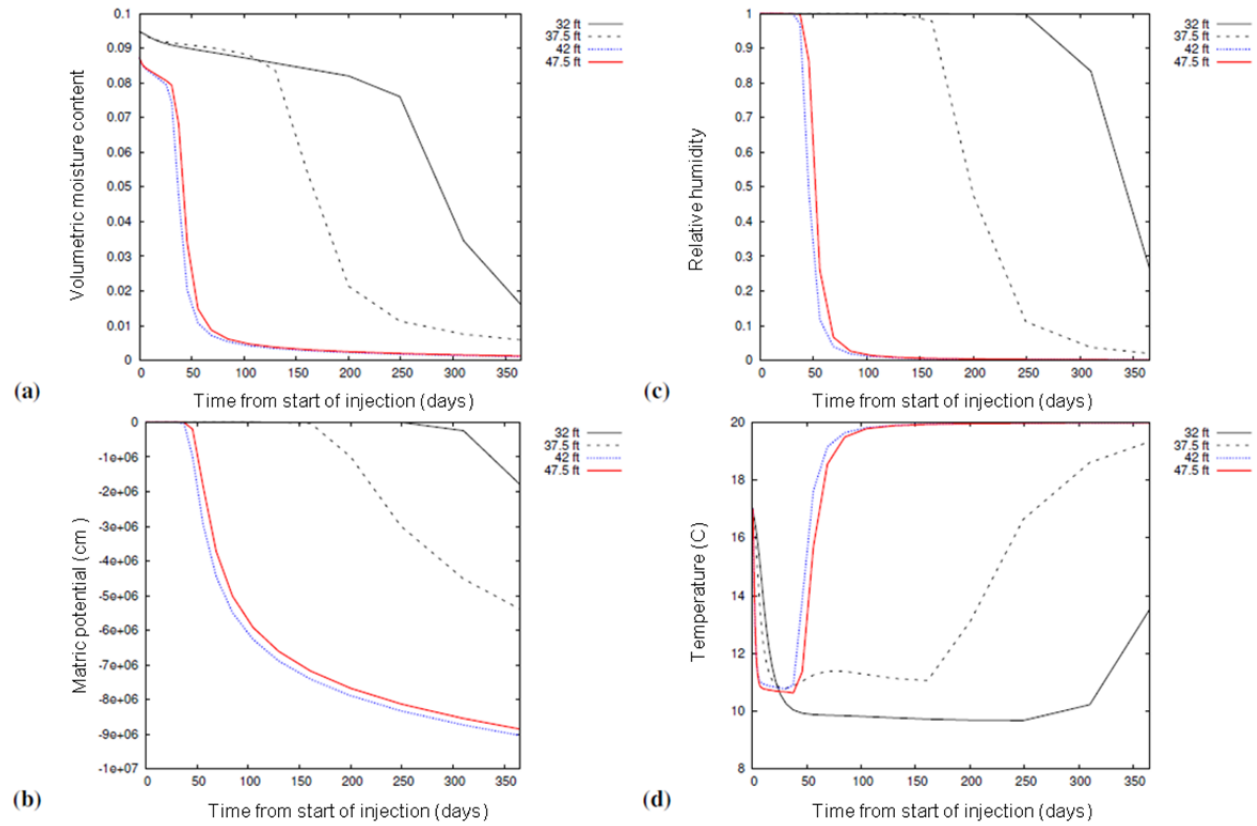 0.1
0.09
0.08
0.07
0.06
0.05
0.04
0.03
0.02
0.01
0
0 50 100 150 200 250 300 350
Volumetric moisture content
Time from start of injection (days)
32 ft
37.5 ft
42 ft
47.5 ft
(a)
1
0.9
0.8
0.7
0.6
0.5
0.4
0.3
0.2
0.1
0
0 50 100 150 200 250 300 350
Relative humidity
Time from start of injection (days)
32 ft
37.5 ft
42 ft
47.5 ft
(c)
0
-1e+06
-2e+06
-3e+06
-4e+06
-5e+06
-6e+06
-7e+06
-8e+06
-9e+06
-1e+07
0 50 100 150 200 250 300 350
Matric potential (cm )
Time from start of injection (days)
32 ft
37.5 ft
42 ft
47.5 ft
(b)
20
18
16
14
12
10
8
0 50 100 150 200 250 300 350
Temperature (C)
Time from start of injection (days)
32 ft
37.5 ft
42 ft
47.5 ft
(d)